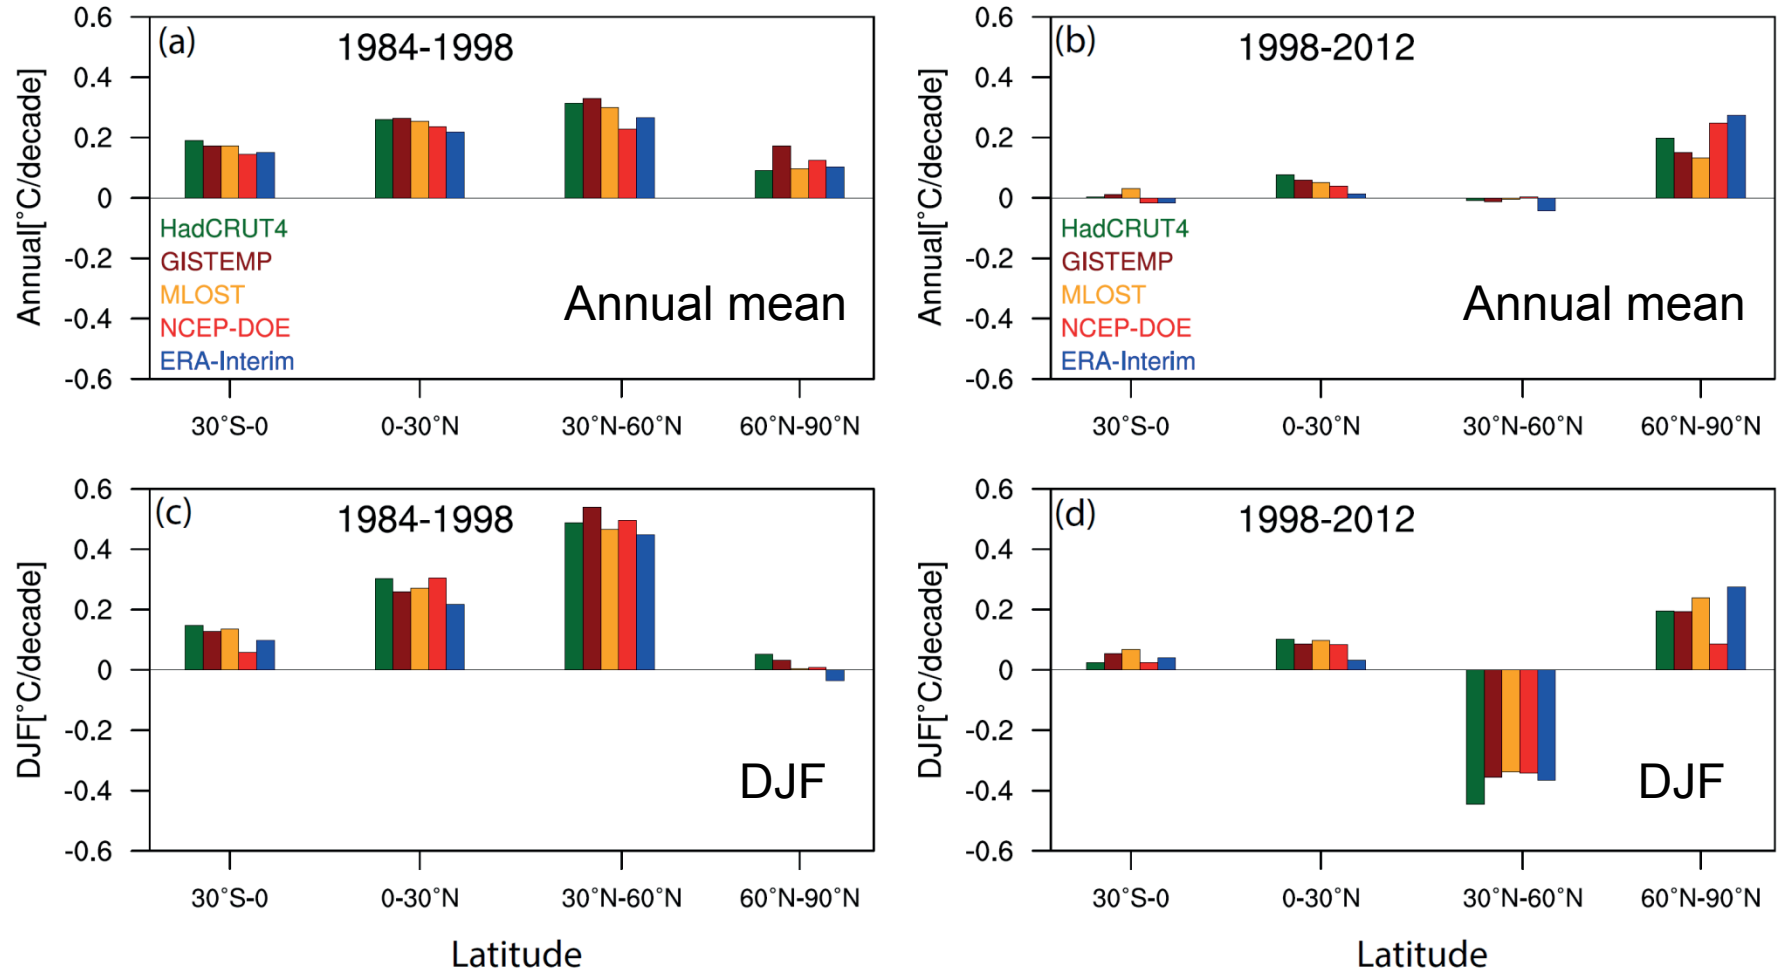 (a) 1984-1998
0.6
0.4
0.2
0
-0.2
-0.4
-0.6
Annual[°C/decade]
HadCRUT4
GISTEMP
MLOST
NCEP-DOE
ERA-Interim
Annual mean
30°S-0 0-30°N 30°N-60°N 60°N-90°N
(b) 1998-2012
0.6
0.4
0.2
0
-0.2
-0.4
-0.6
Annual[°C/decade]
HadCRUT4
GISTEMP
MLOST
NCEP-DOE
ERA-Interim
Annual mean
30°S-0 0-30°N 30°N-60°N 60°N-90°N
(c) 1984-1998
0.6
0.4
0.2
0
-0.2
-0.4
-0.6
DJF[°C/decade]
DJF
30°S-0 0-30°N 30°N-60°N 60°N-90°N
Latitude
(d) 1998-2012
0.6
0.4
0.2
0
-0.2
-0.4
-0.6
DJF[°C/decade]
DJF
30°S-0 0-30°N 30°N-60°N 60°N-90°N
Latitude